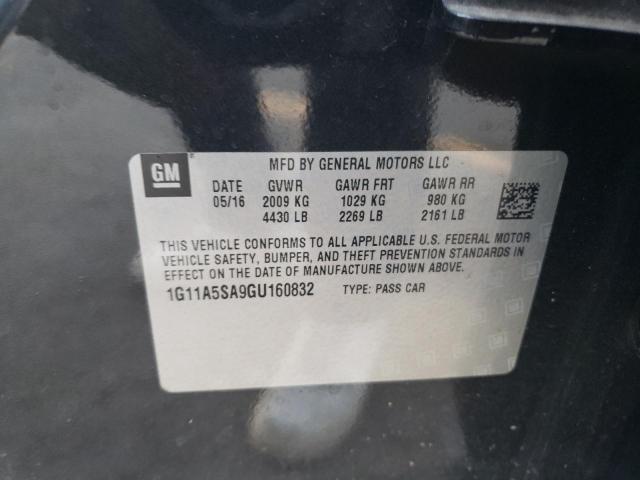 GM
MFD BY GENERAL MOTORS LLC
DATE GVWR GAWR FRT GAWR RR
05/16 2009 KG 1029 KG 980 KG
4430 LB 2269 LB 2161 LB
THIS VEHICLE CONFORMS TO ALL APPLICABLE U.S. FEDERAL MOTOR
VEHICLE SAFETY, BUMPER, AND THEFT PREVENTION STANDARDS IN
EFFECT ON THE DATE OF MANUFACTURE SHOWN ABOVE.
1G11A5SA9GU160832 TYPE: PASS CAR